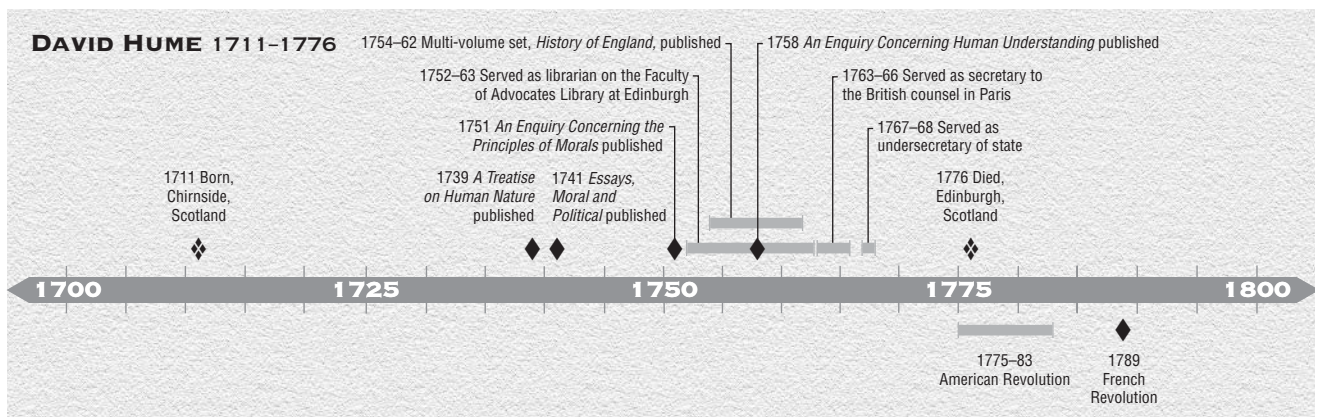 DAVID HUME 1711–1776
1754–62 Multi-volume set, History of England, published
1758 An Enquiry Concerning Human Understanding published
1752–63 Served as librarian on the Faculty
of Advocates Library at Edinburgh
1763–66 Served as secretary to
the British counsel in Paris
1751 An Enquiry Concerning the
Principles of Morals published
1767–68 Served as
undersecretary of state
1711 Born,
Chirnside,
Scotland
1739 A Treatise
on Human Nature
published
1741 Essays,
Moral and
Political published
1776 Died,
Edinburgh,
Scotland
1700 1725 1750 1775 1800
1775–83
American Revolution
1789
French
Revolution